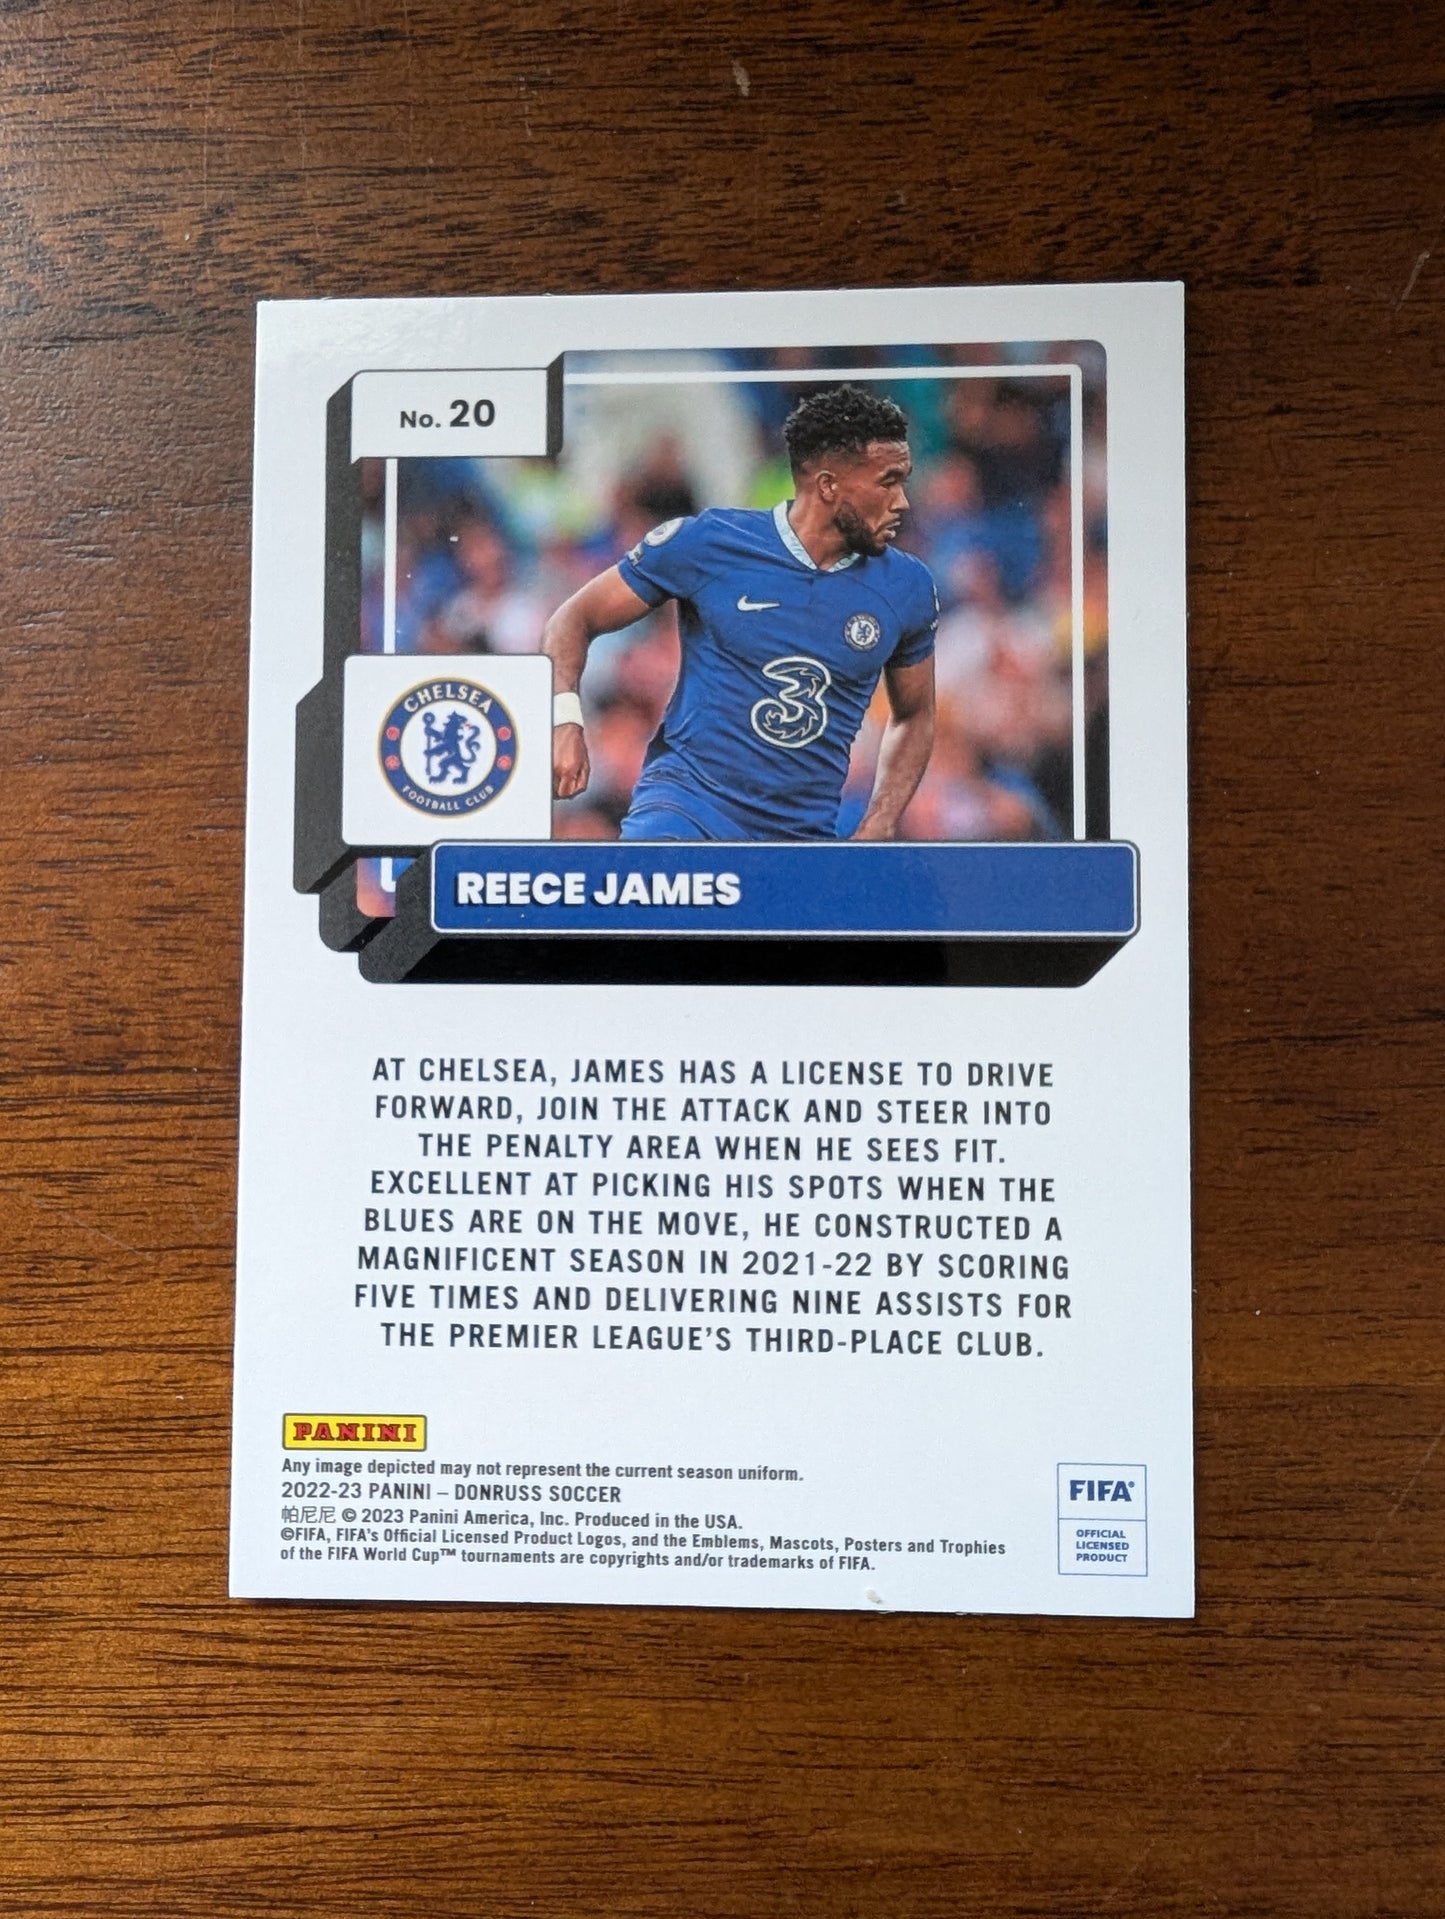 No. 20
3
CHELSEA
FOOTBALL CLUB
REECE JAMES
AT CHELSEA, JAMES HAS A LICENSE TO DRIVE
FORWARD, JOIN THE ATTACK AND STEER INTO
THE PENALTY AREA WHEN HE SEES FIT.
EXCELLENT AT PICKING HIS SPOTS WHEN THE
BLUES ARE ON THE MOVE, HE CONSTRUCTED A
MAGNIFICENT SEASON IN 2021-22 BY SCORING
FIVE TIMES AND DELIVERING NINE ASSISTS FOR
THE PREMIER LEAGUE'S THIRD-PLACE CLUB.
PANINI
Any image depicted may not represent the current season uniform.
2022-23 PANINI – DONRUSS SOCCER
帕尼尼 © 2023 Panini America, Inc. Produced in the USA.
©FIFA, FIFA's Official Licensed Product Logos, and the Emblems, Mascots, Posters and Trophies
of the FIFA World Cup™ tournaments are copyrights and/or trademarks of FIFA.
FIFA®
OFFICIAL
LICENSED
PRODUCT